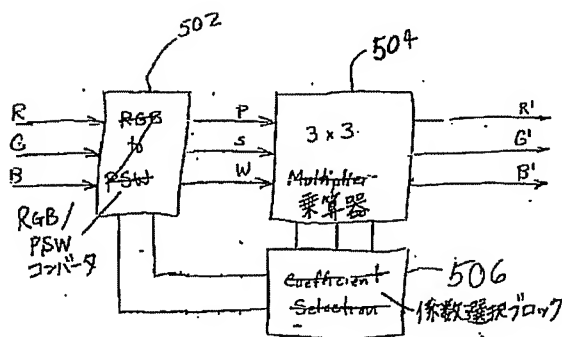 502
504
R
G
B
RGB
to
PSW
P
S
W
3×3
Multiplier
乗算器
R'
G'
B'
RGB/
PSW
コンバータ
Coefficient
Selection
506
係数選択ブロック